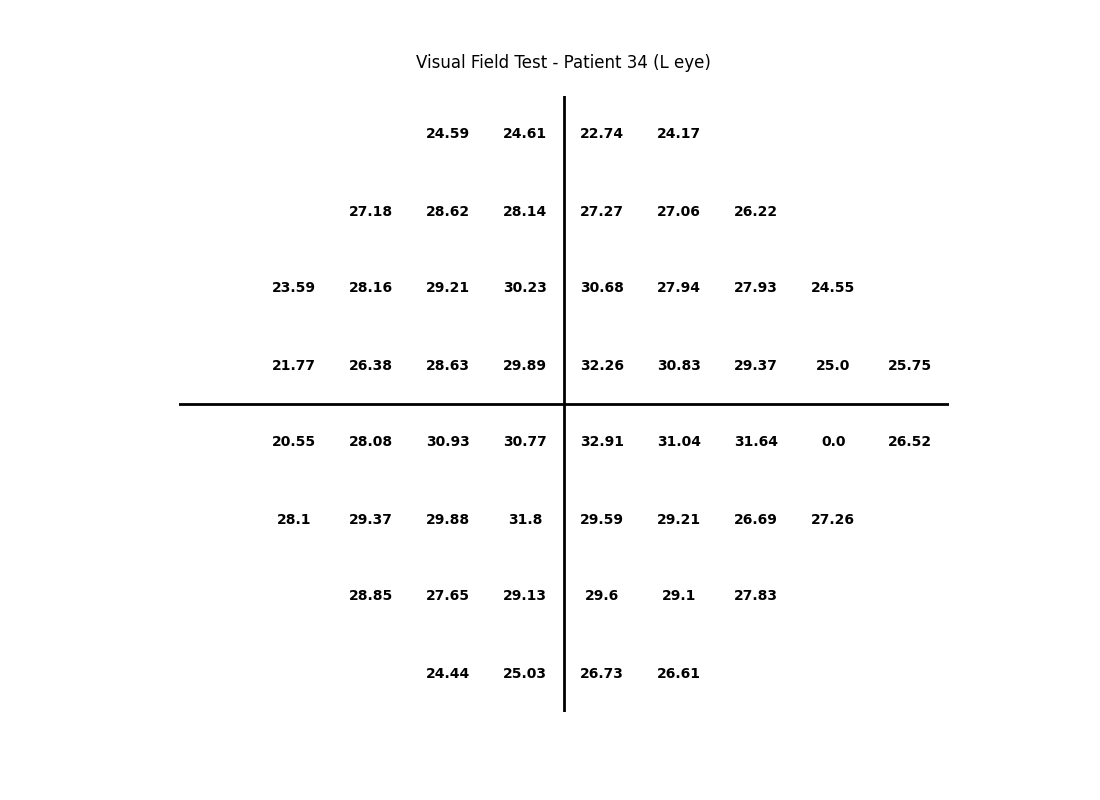 Visual Field Test - Patient 34 (L eye)
24.59 24.61 22.74 24.17
27.18 28.62 28.14 27.27 27.06 26.22
23.59 28.16 29.21 30.23 30.68 27.94 27.93 24.55
21.77 26.38 28.63 29.89 32.26 30.83 29.37 25.0 25.75
20.55 28.08 30.93 30.77 32.91 31.04 31.64 0.0 26.52
28.1 29.37 29.88 31.8 29.59 29.21 26.69 27.26
28.85 27.65 29.13 29.6 29.1 27.83
24.44 25.03 26.73 26.61